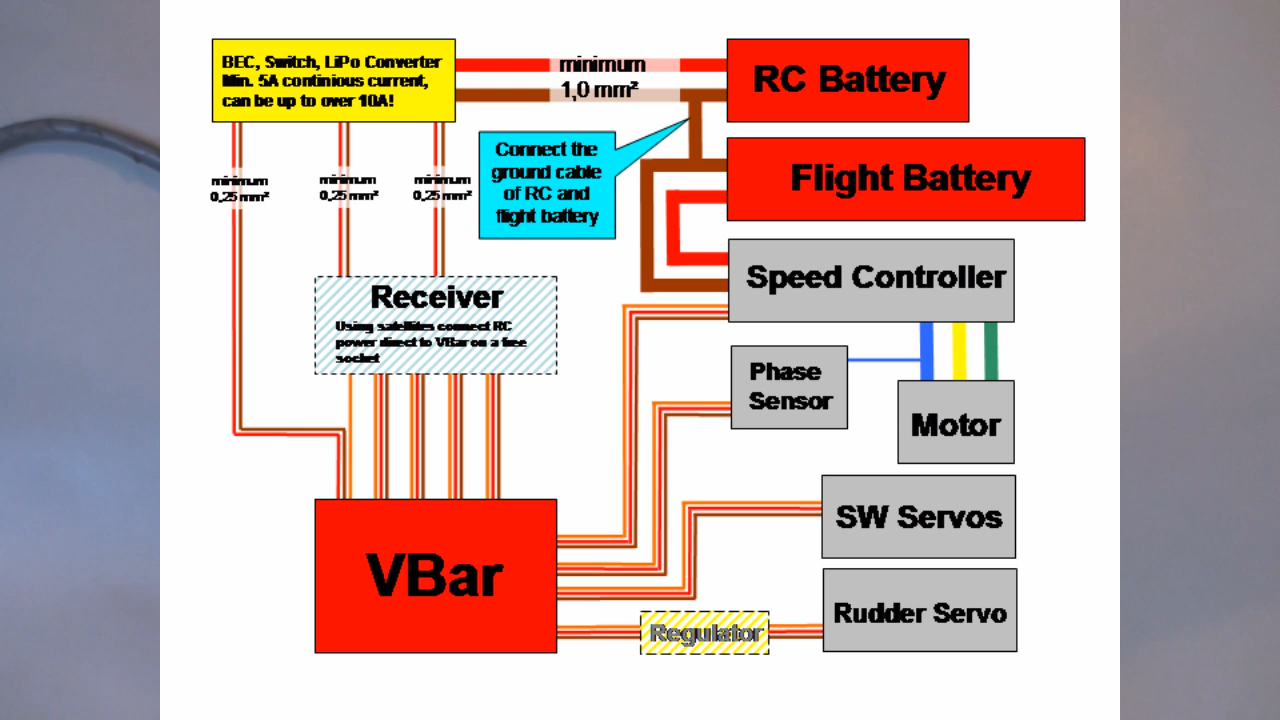 BEC, Switch, LiPo Converter
Min. 5A continious current,
can be up to over 10A!
minimum
1,0 mm²
RC Battery
Connect the
ground cable
of RC and
flight battery
Flight Battery
minimum
0,25 mm²
minimum
0,25 mm²
minimum
0,25 mm²
Speed Controller
Receiver
Using satellites connect RC
power direct to VBar on a free
socket
Phase
Sensor
Motor
SW Servos
VBar
Rudder Servo
Regulator